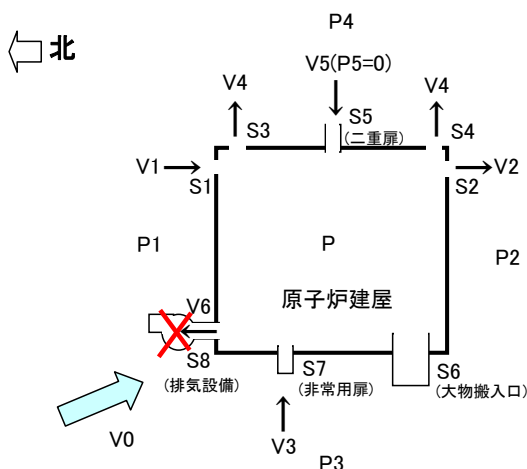 P4
北
V5(P5=0)
V4
V4
S5
(二重扉)
S3
S4
V1
V2
S1
S2
P1
P
P2
原子炉建屋
V6
S8
(排気設備)
S7
(非常用扉)
S6
(大物搬入口)
V0
V3
P3